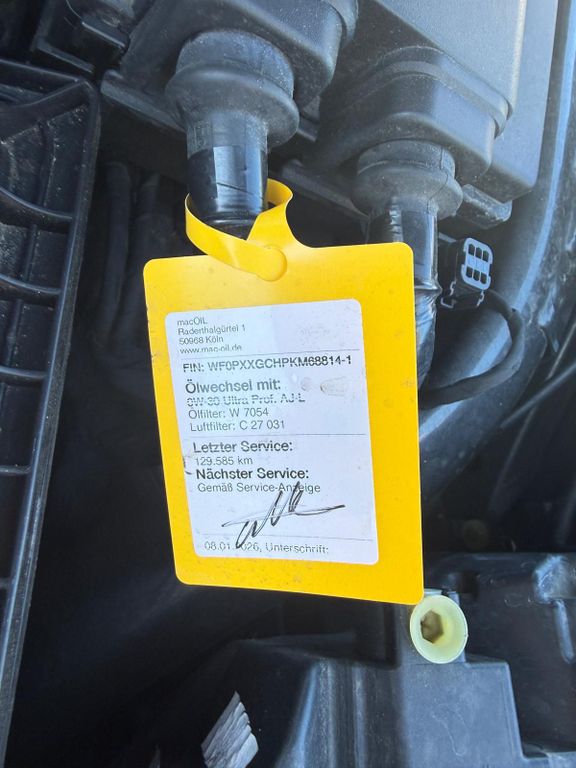 macOIL
Raderthalgürtel 1
50968 Köln
www.mac-oil.de
FIN: WF0PXXGCHPKM68814-1
Ölwechsel mit:
0W-30 Ultra Prof. AJ-L
Ölfilter: W 7054
Luftfilter: C 27 031
Letzter Service:
129.585 km
Nächster Service:
Gemäß Service-Anzeige
08.01.2026, Unterschrift: